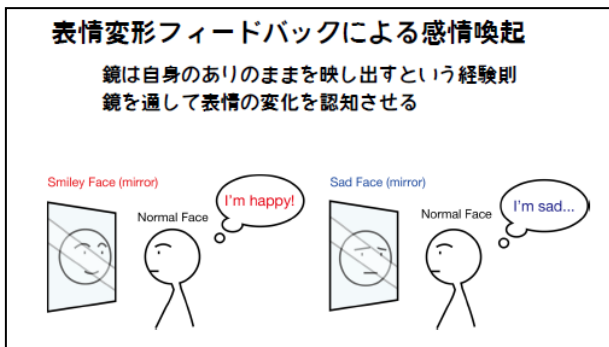 表情変形フィードバックによる感情喚起
鏡は自身のありのままを映し出すという経験則
鏡を通して表情の変化を認知させる
Smiley Face (mirror)
Normal Face
I'm happy!
Sad Face (mirror)
Normal Face
I'm sad...